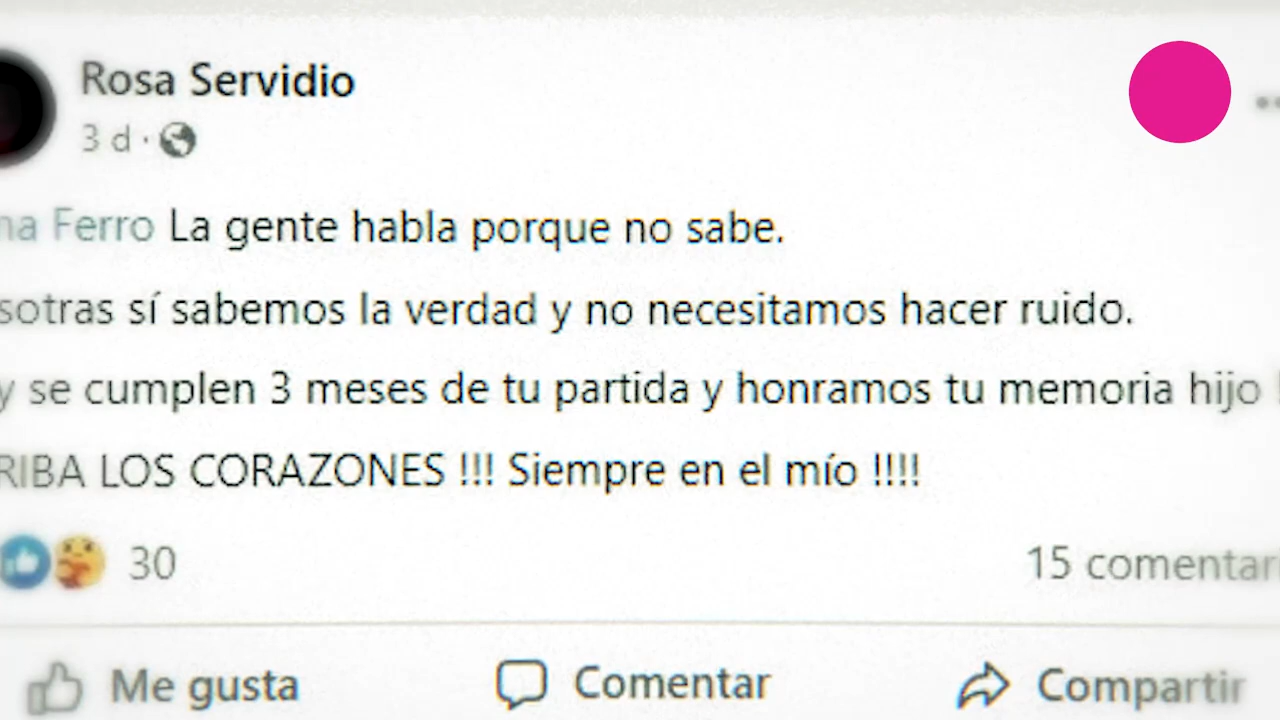 Rosa Servidio
3 d ·
Ferro La gente habla porque no sabe.
sotras sí sabemos la verdad y no necesitamos hacer ruido.
y se cumplen 3 meses de tu partida y honramos tu memoria hijo
RIBA LOS CORAZONES !!! Siempre en el mío !!!!
30
15 comentar
Me gusta
Comentar
Compartir